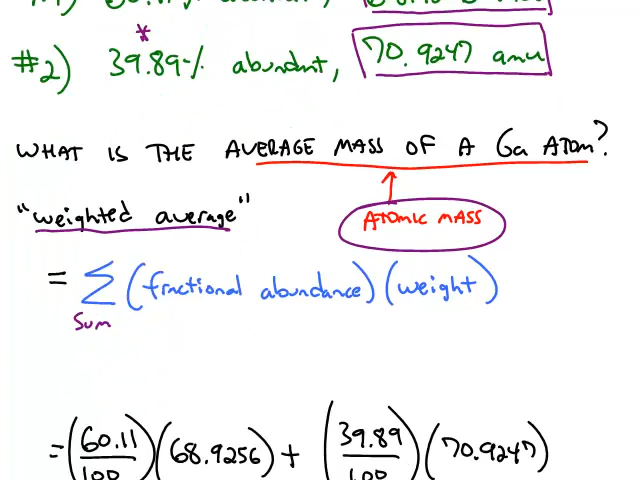 #2) 39.89% abundant, 70.9247 amu
*
WHAT IS THE AVERAGE MASS OF A Ga ATOM?
"weighted average"
ATOMIC MASS
= Σ (fractional abundance)(weight)
Sum
= (60.11/100)(68.9256) + (39.89/100)(70.9247)